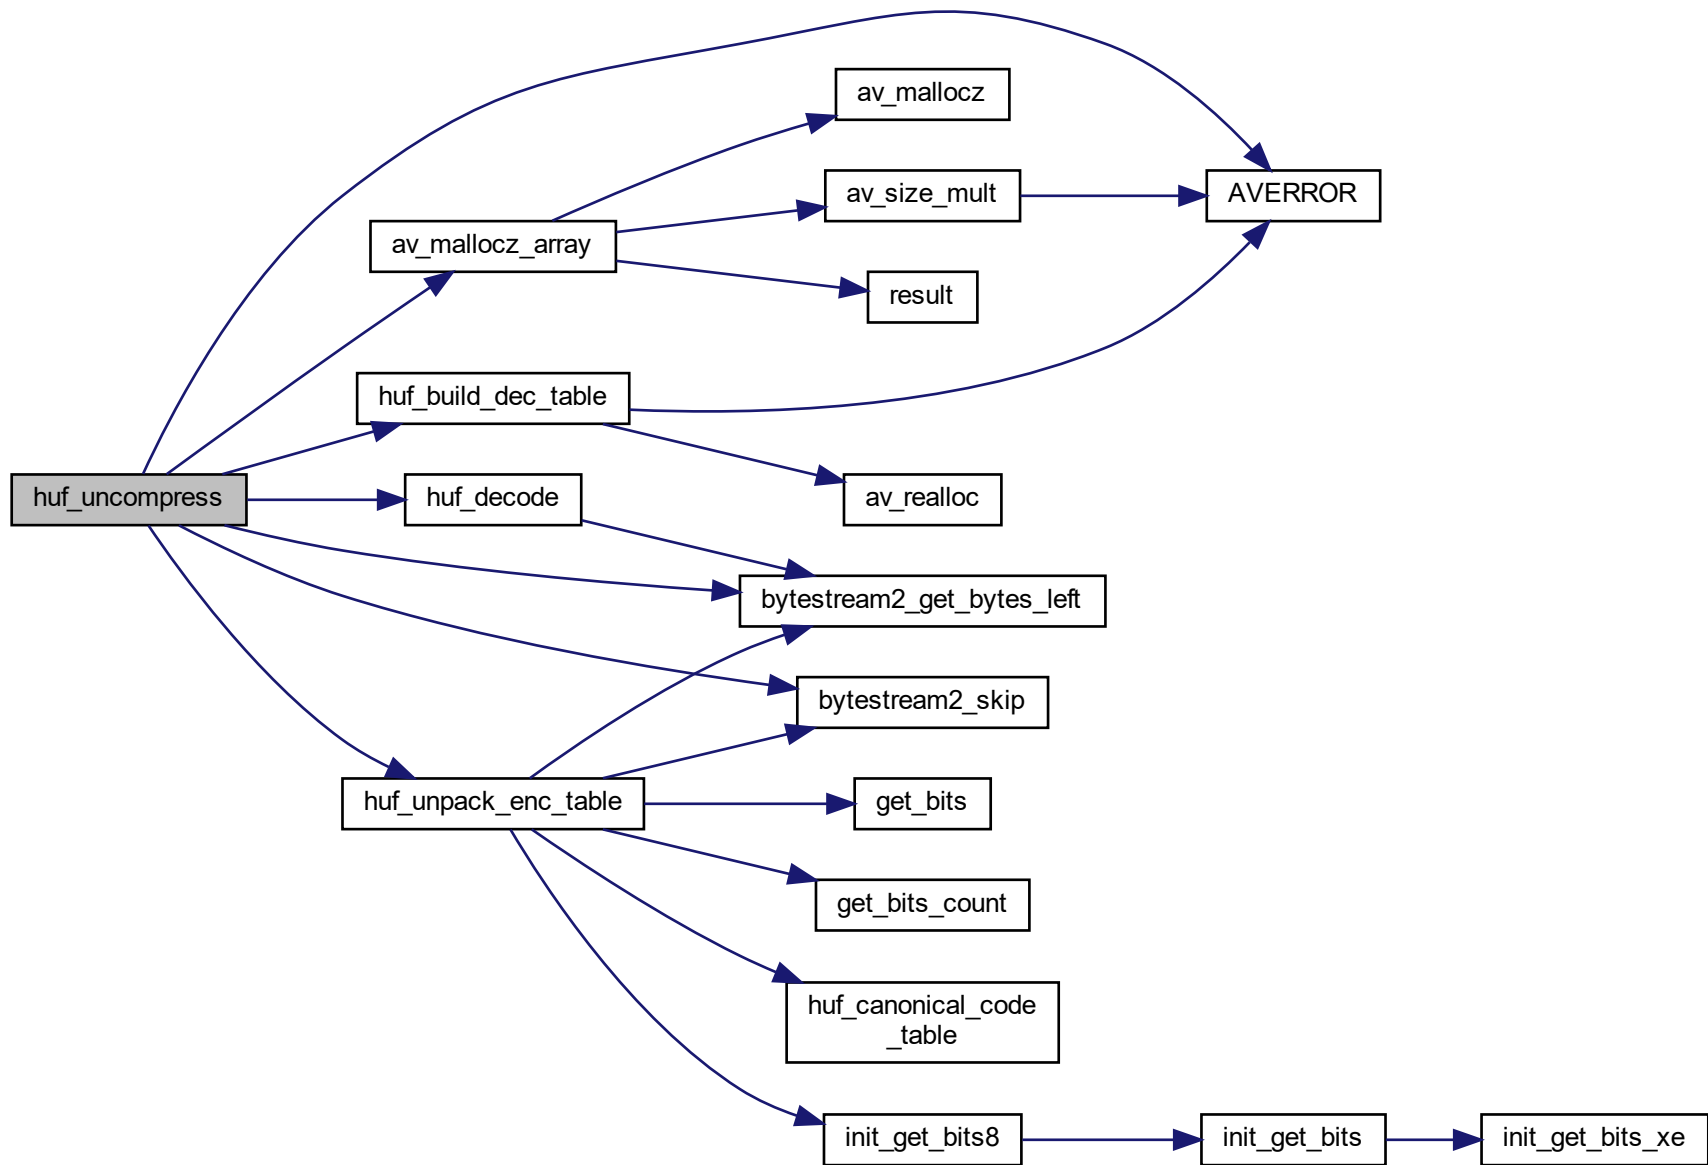 av_mallocz
av_size_mult
AVERROR
av_mallocz_array
result
huf_build_dec_table
huf_uncompress
huf_decode
av_realloc
bytestream2_get_bytes_left
bytestream2_skip
huf_unpack_enc_table
get_bits
get_bits_count
huf_canonical_code
_table
init_get_bits8
init_get_bits
init_get_bits_xe